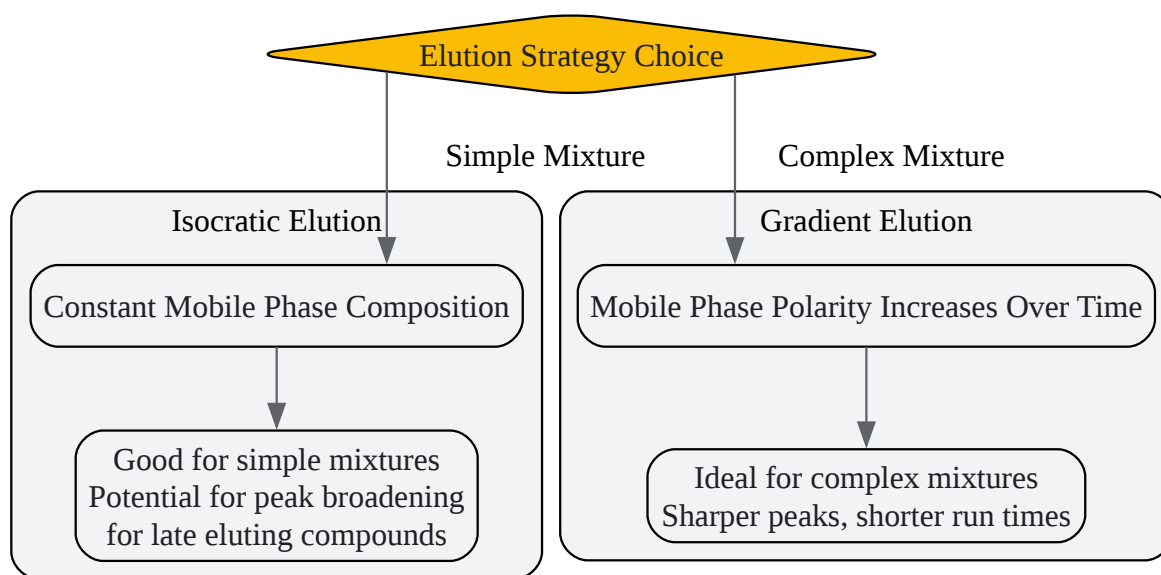 Elution Strategy Choice
Simple Mixture
Complex Mixture
Isocratic Elution
Gradient Elution
Constant Mobile Phase Composition
Mobile Phase Polarity Increases Over Time
Good for simple mixtures
Potential for peak broadening
for late eluting compounds
Ideal for complex mixtures
Sharper peaks, shorter run times